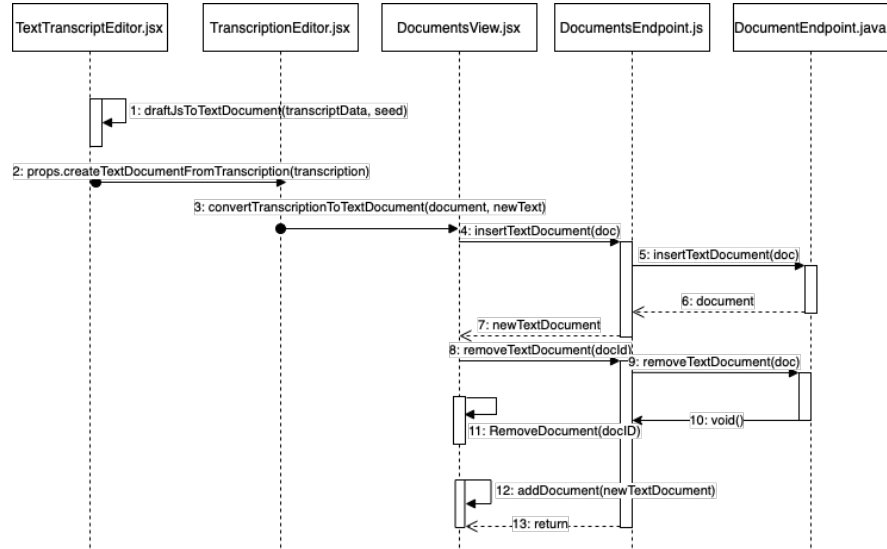 TextTranscriptEditor.jsx
TranscriptionEditor.jsx
DocumentsView.jsx
DocumentsEndpoint.js
DocumentEndpoint.java
1: draftJsToTextDocument(transcriptData, seed)
2: props.createTextDocumentFromTranscription(transcription)
3: convertTranscriptionToTextDocument(document, newText)
4: insertTextDocument(doc)
5: insertTextDocument(doc)
6: document
7: newTextDocument
8: removeTextDocument(docId)
9: removeTextDocument(doc)
10: void()
11: RemoveDocument(docID)
12: addDocument(newTextDocument)
13: return